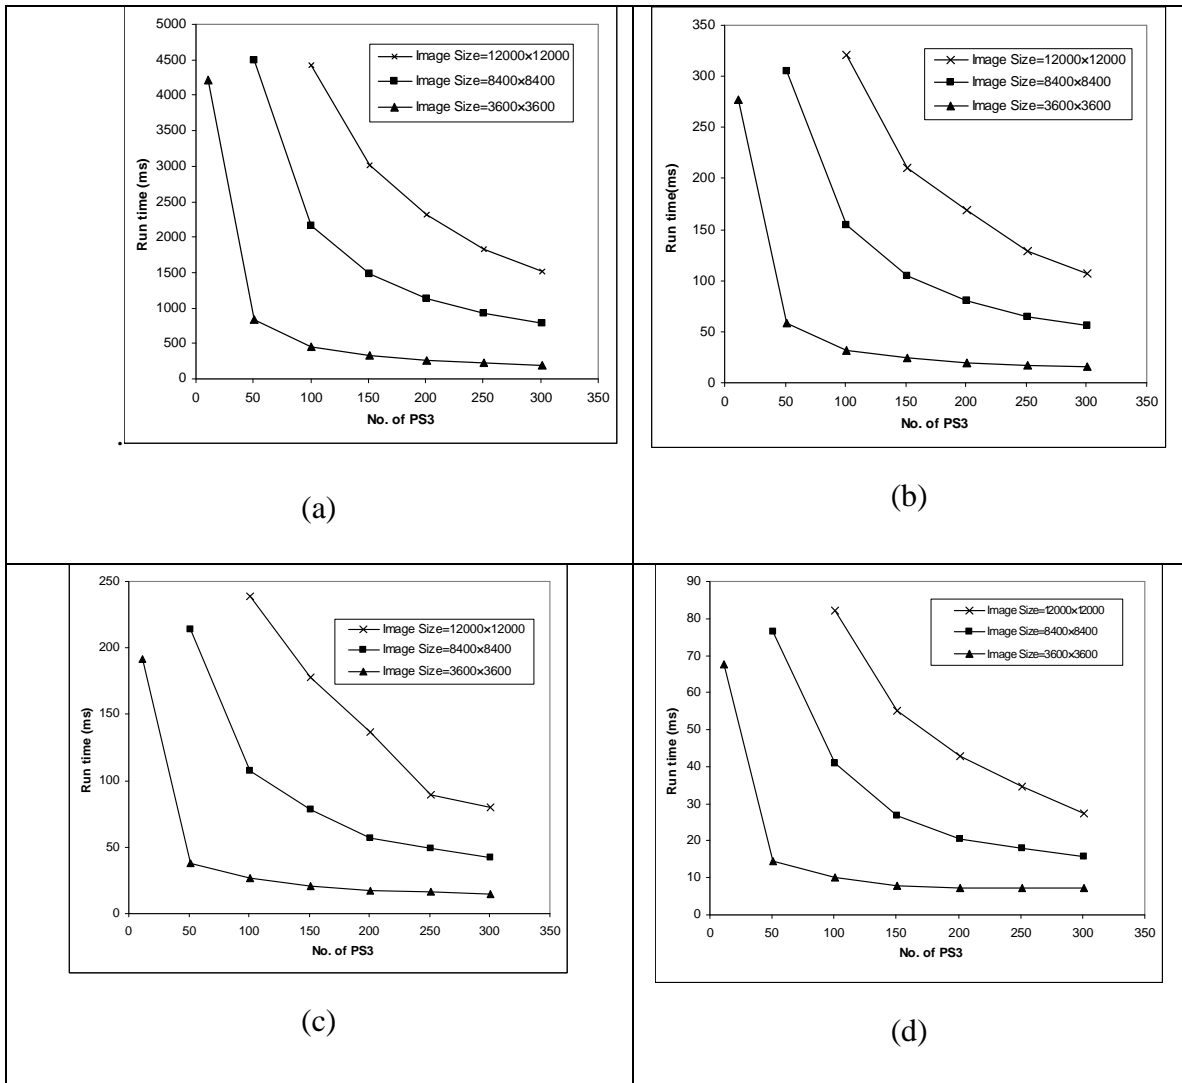 5000
4500
4000
3500
3000
2500
2000
1500
1000
500
0
Run time (ms)
Image Size=12000×12000
Image Size=8400×8400
Image Size=3600×3600
0 50 100 150 200 250 300 350
No. of PS3
(a)
350
300
250
200
150
100
50
0
Run time(ms)
Image Size=12000×12000
Image Size=8400×8400
Image Size=3600×3600
0 50 100 150 200 250 300 350
No. of PS3
(b)
250
200
150
100
50
0
Run time (ms)
Image Size=12000×12000
Image Size=8400×8400
Image Size=3600×3600
0 50 100 150 200 250 300 350
No. of PS3
(c)
90
80
70
60
50
40
30
20
10
0
Run time (ms)
Image Size=12000×12000
Image Size=8400×8400
Image Size=3600×3600
0 50 100 150 200 250 300 350
No. of PS3
(d)